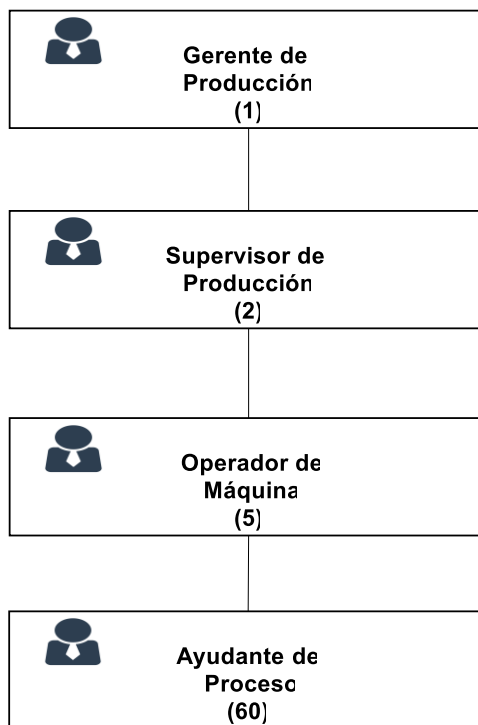 Gerente de
Producción
(1)
Supervisor de
Producción
(2)
Operador de
Máquina
(5)
Ayudante de
Proceso
(60)